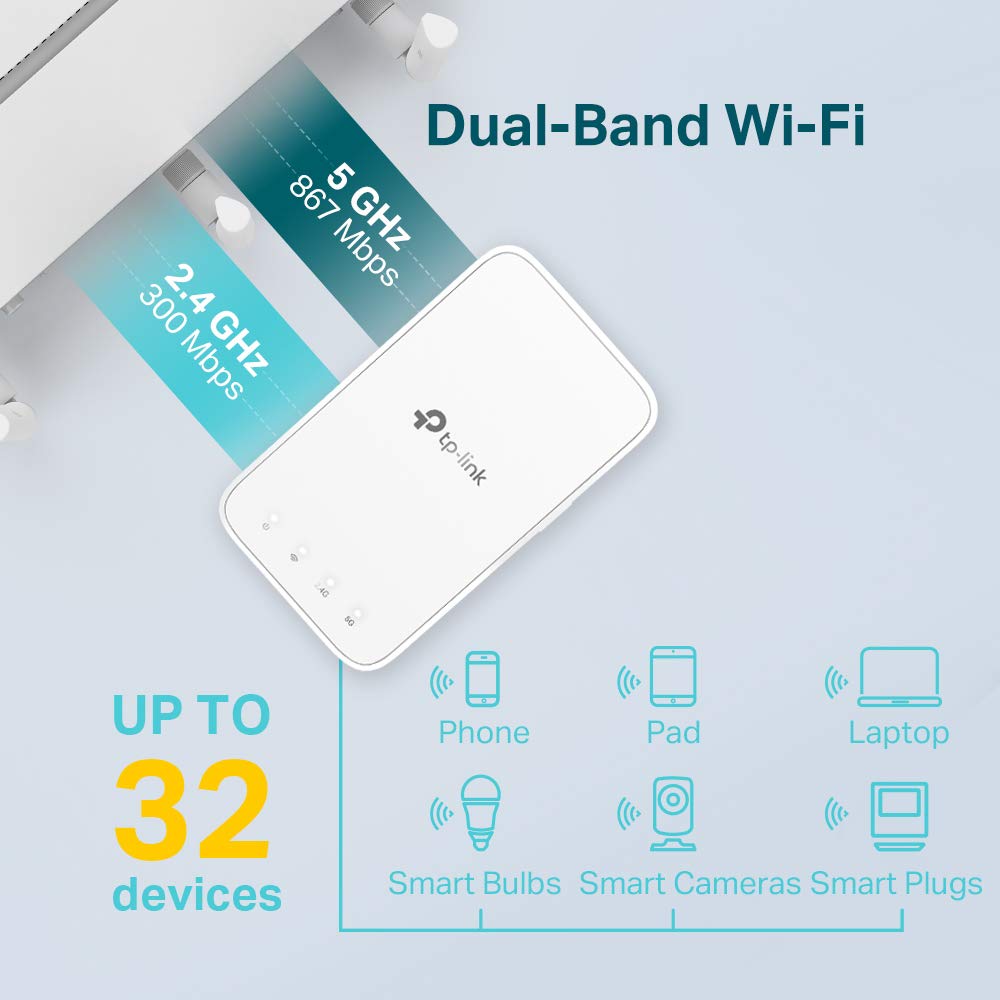 Dual-Band Wi-Fi
5 GHz
867 Mbps
2.4 GHz
300 Mbps
tp-link
2.4G
5G
UP TO
32
devices
Phone
Pad
Laptop
Smart Bulbs
Smart Cameras
Smart Plugs